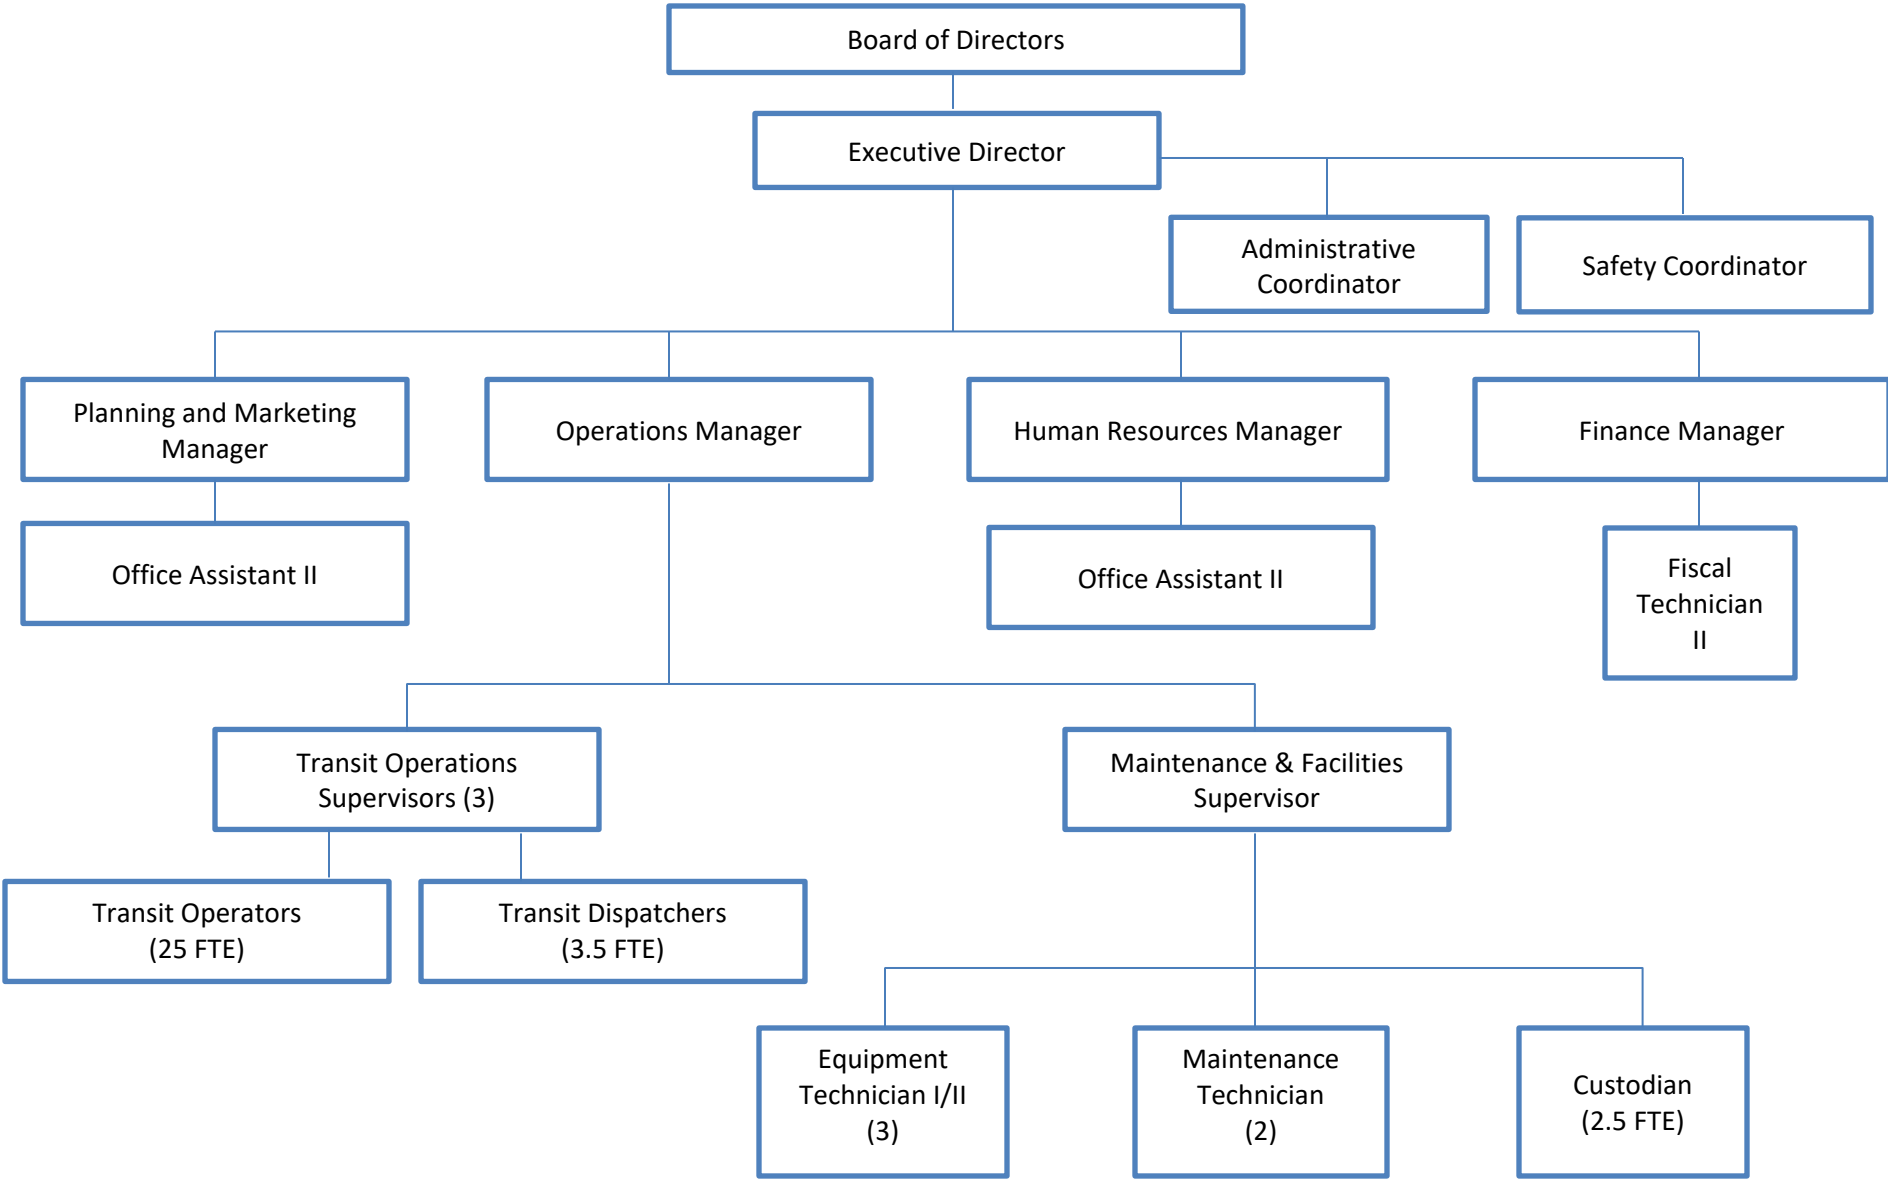 Board of Directors
Executive Director
Administrative
Coordinator
Safety Coordinator
Planning and Marketing
Manager
Operations Manager
Human Resources Manager
Finance Manager
Office Assistant II
Office Assistant II
Fiscal
Technician
II
Transit Operations
Supervisors (3)
Maintenance & Facilities
Supervisor
Transit Operators
(25 FTE)
Transit Dispatchers
(3.5 FTE)
Equipment
Technician I/II
(3)
Maintenance
Technician
(2)
Custodian
(2.5 FTE)